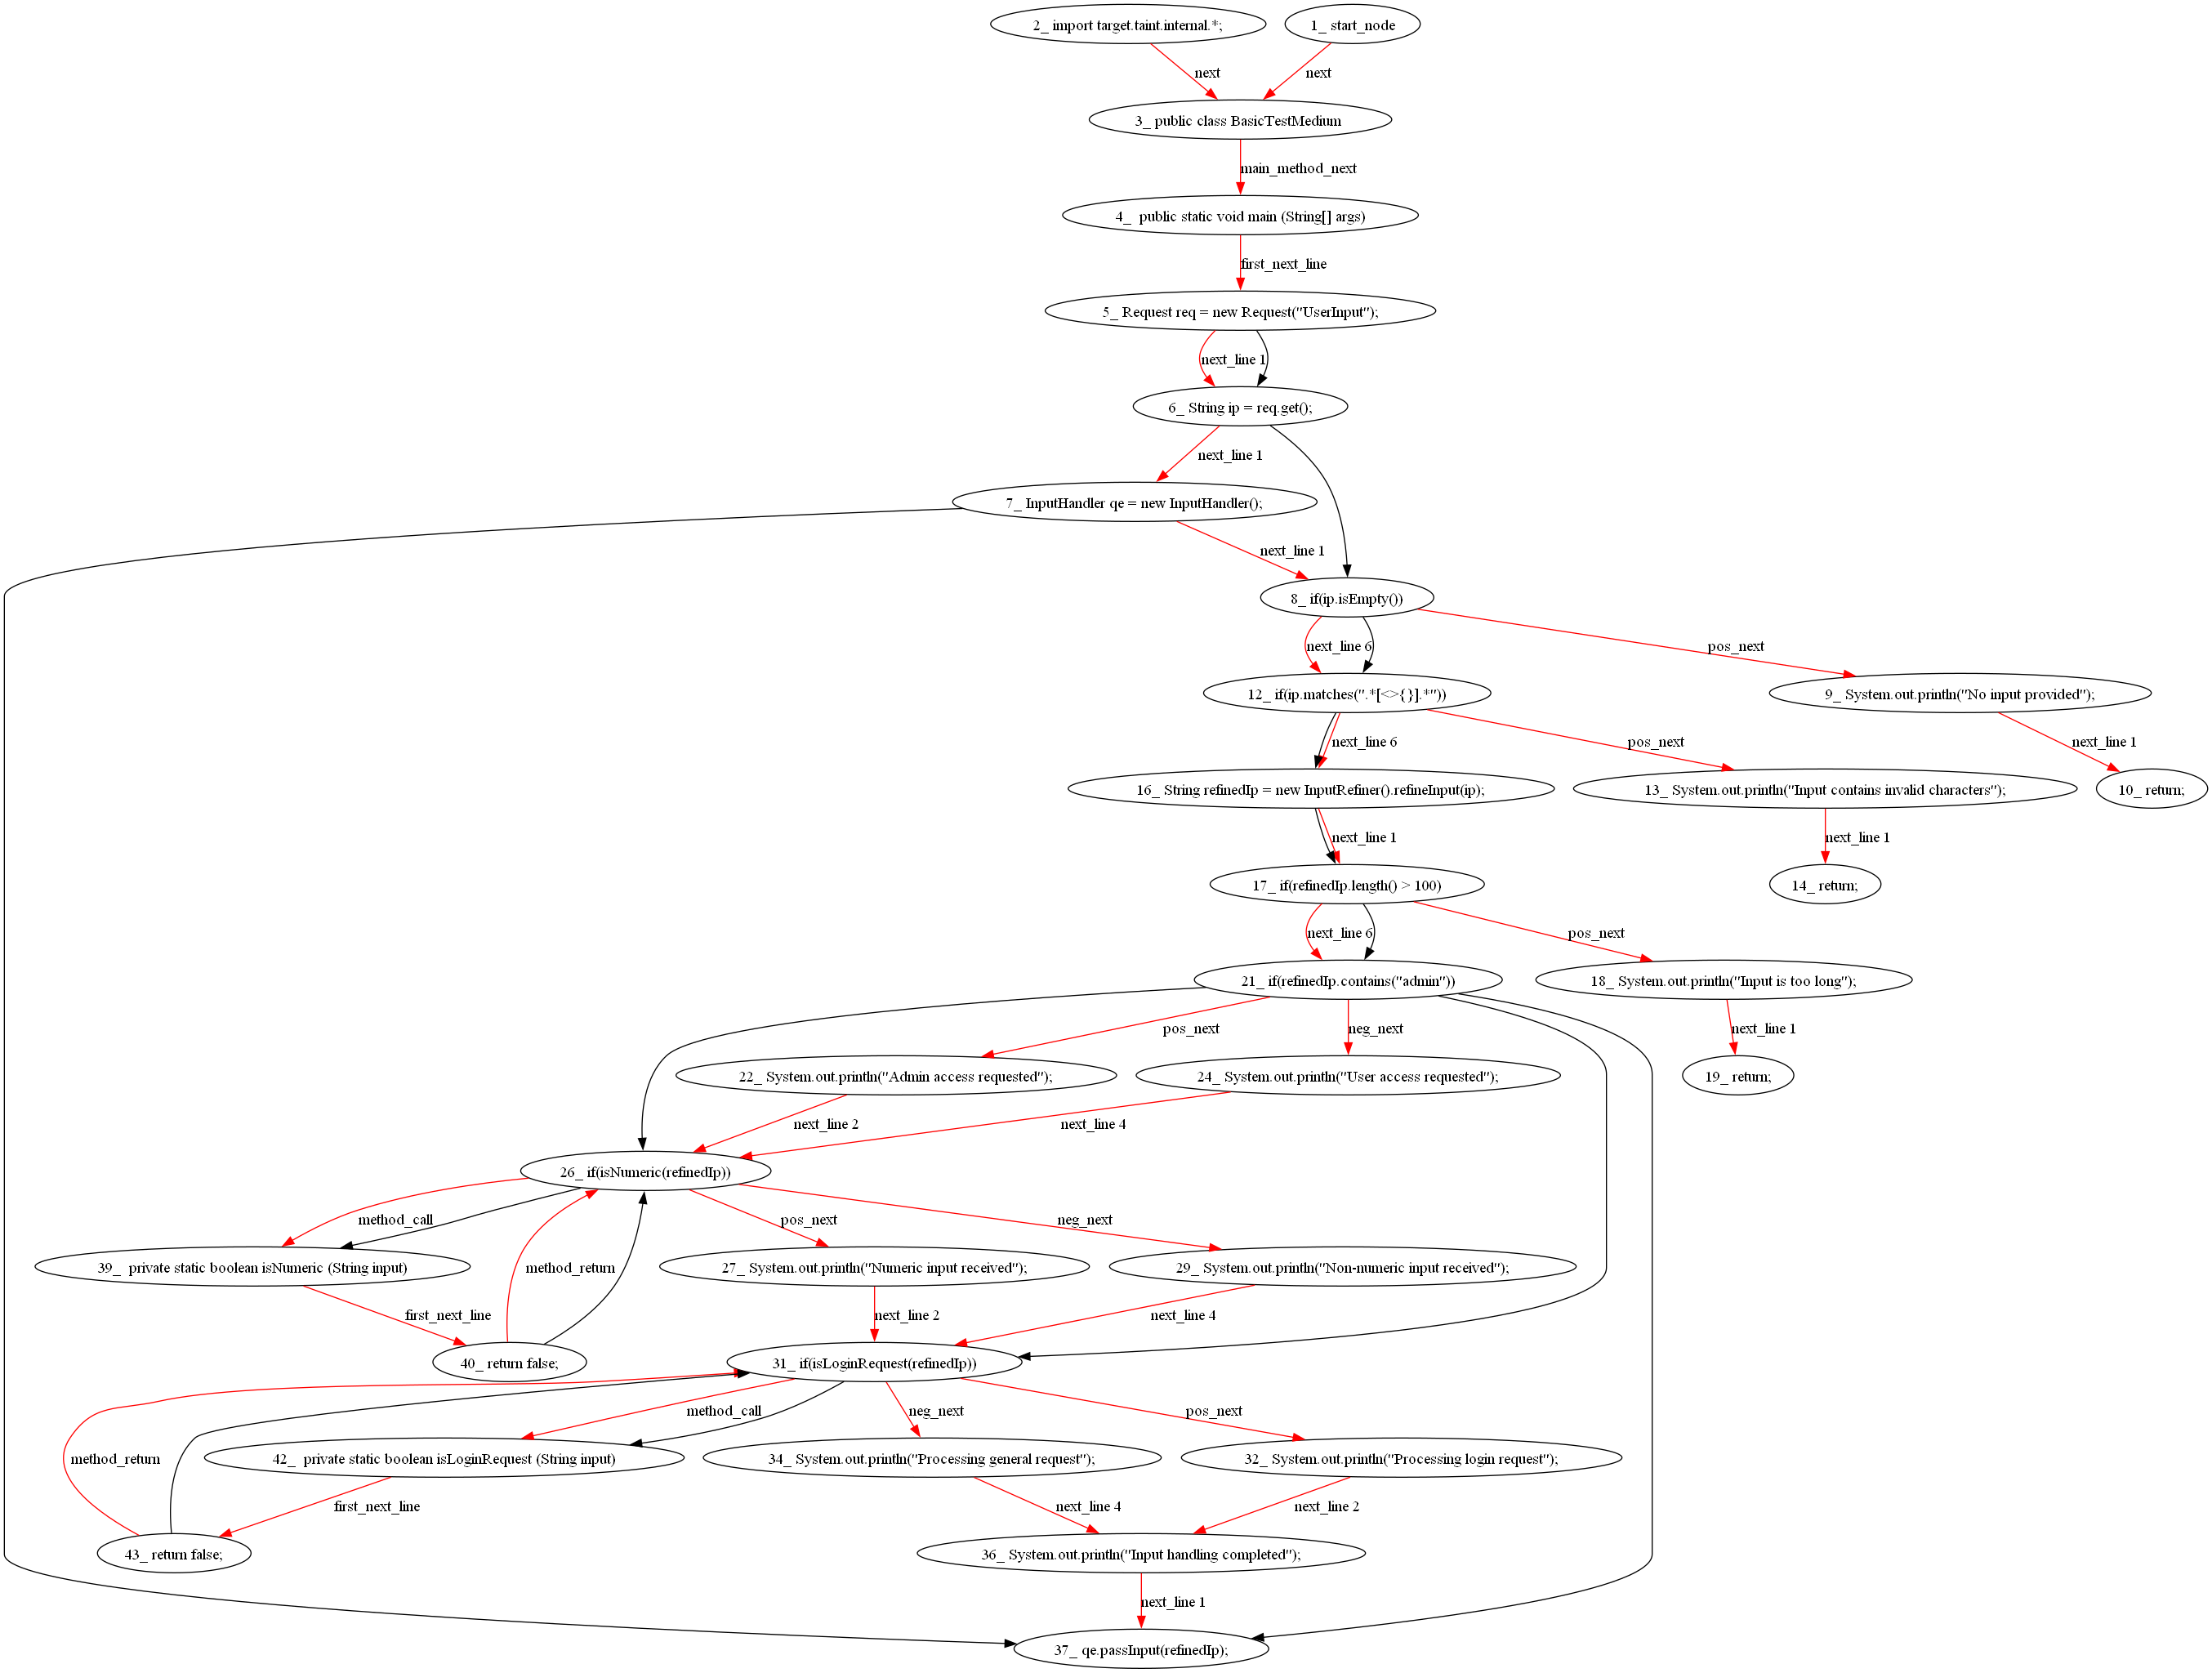 2_ import target.taint.internal.*;
1_ start_node
next
next
3_ public class BasicTestMedium
main_method_next
4_  public static void main (String[] args)
first_next_line
5_ Request req = new Request("UserInput");
next_line 1
6_ String ip = req.get();
next_line 1
7_ InputHandler qe = new InputHandler();
next_line 1
8_ if(ip.isEmpty())
next_line 6
pos_next
12_ if(ip.matches(".*[<>{}].*"))
9_ System.out.println("No input provided");
next_line 6
pos_next
next_line 1
16_ String refinedIp = new InputRefiner().refineInput(ip);
13_ System.out.println("Input contains invalid characters");
10_ return;
next_line 1
next_line 1
17_ if(refinedIp.length() > 100)
14_ return;
next_line 6
pos_next
21_ if(refinedIp.contains("admin"))
18_ System.out.println("Input is too long");
pos_next
neg_next
next_line 1
22_ System.out.println("Admin access requested");
24_ System.out.println("User access requested");
19_ return;
next_line 2
next_line 4
26_ if(isNumeric(refinedIp))
method_call
pos_next
neg_next
39_  private static boolean isNumeric (String input)
method_return
27_ System.out.println("Numeric input received");
29_ System.out.println("Non-numeric input received");
first_next_line
next_line 2
next_line 4
40_ return false;
31_ if(isLoginRequest(refinedIp))
method_call
neg_next
pos_next
method_return
42_  private static boolean isLoginRequest (String input)
34_ System.out.println("Processing general request");
32_ System.out.println("Processing login request");
first_next_line
next_line 4
next_line 2
43_ return false;
36_ System.out.println("Input handling completed");
next_line 1
37_ qe.passInput(refinedIp);